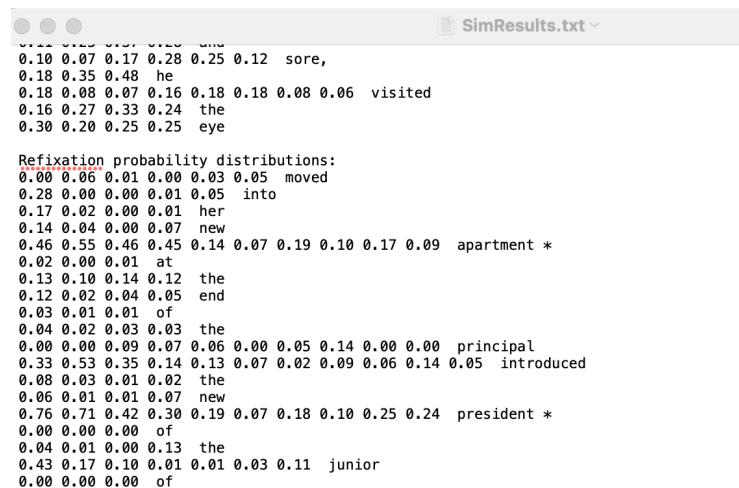 SimResults.txt
0.10 0.07 0.17 0.28 0.25 0.12 sore,
0.18 0.35 0.48 he
0.18 0.08 0.07 0.16 0.18 0.18 0.08 0.06 visited
0.16 0.27 0.33 0.24 the
0.30 0.20 0.25 0.25 eye
Refixation probability distributions:
0.00 0.06 0.01 0.00 0.03 0.05 moved
0.28 0.00 0.00 0.01 0.05 into
0.17 0.02 0.00 0.01 her
0.14 0.04 0.00 0.07 new
0.46 0.55 0.46 0.45 0.14 0.07 0.19 0.10 0.17 0.09 apartment *
0.02 0.00 0.01 at
0.13 0.10 0.14 0.12 the
0.12 0.02 0.04 0.05 end
0.03 0.01 0.01 of
0.04 0.02 0.03 0.03 the
0.00 0.00 0.09 0.07 0.06 0.00 0.05 0.14 0.00 0.00 principal
0.33 0.53 0.35 0.14 0.13 0.07 0.02 0.09 0.06 0.14 0.05 introduced
0.08 0.03 0.01 0.02 the
0.06 0.01 0.01 0.07 new
0.76 0.71 0.42 0.30 0.19 0.07 0.18 0.10 0.25 0.24 president *
0.00 0.00 0.00 of
0.04 0.01 0.00 0.13 the
0.43 0.17 0.10 0.01 0.01 0.03 0.11 junior
0.00 0.00 0.00 of